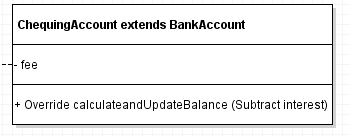 ChequingAccount extends BankAccount
- fee
+ Override calculateandUpdateBalance (Subtract interest)